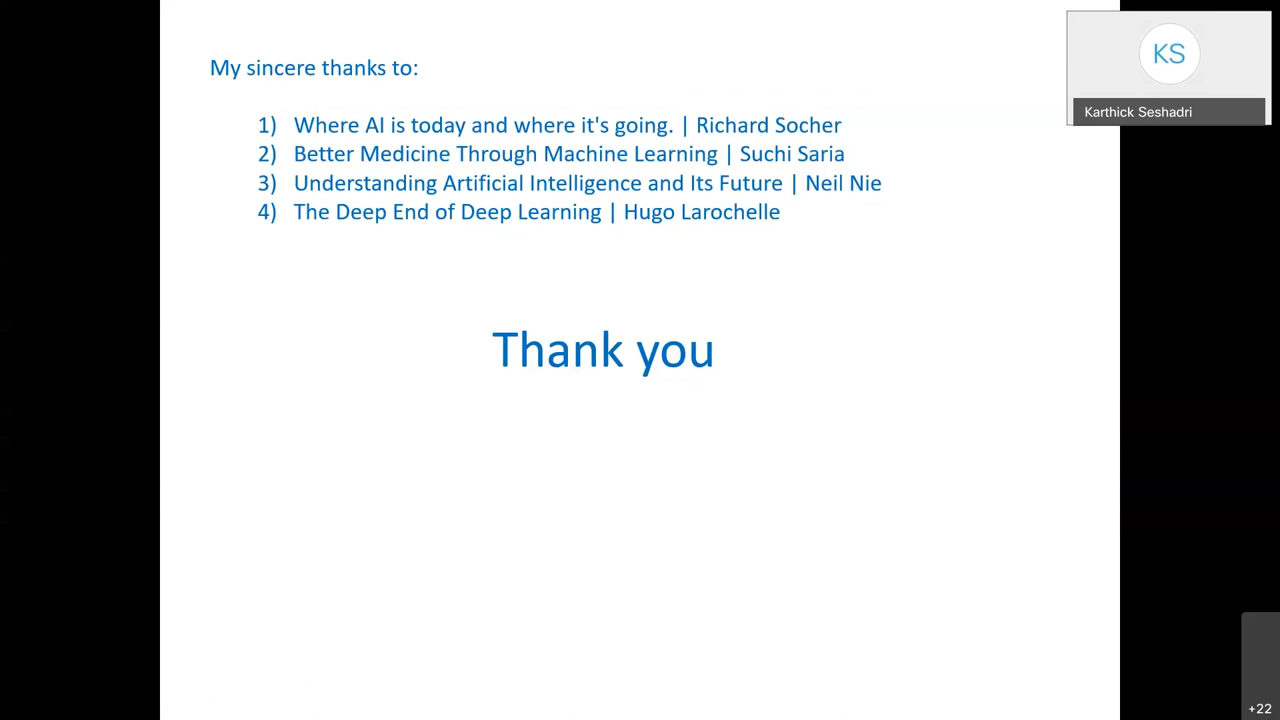 My sincere thanks to:
1) Where AI is today and where it's going. | Richard Socher
2) Better Medicine Through Machine Learning | Suchi Saria
3) Understanding Artificial Intelligence and Its Future | Neil Nie
4) The Deep End of Deep Learning | Hugo Larochelle
Thank you
KS
Karthick Seshadri
+22